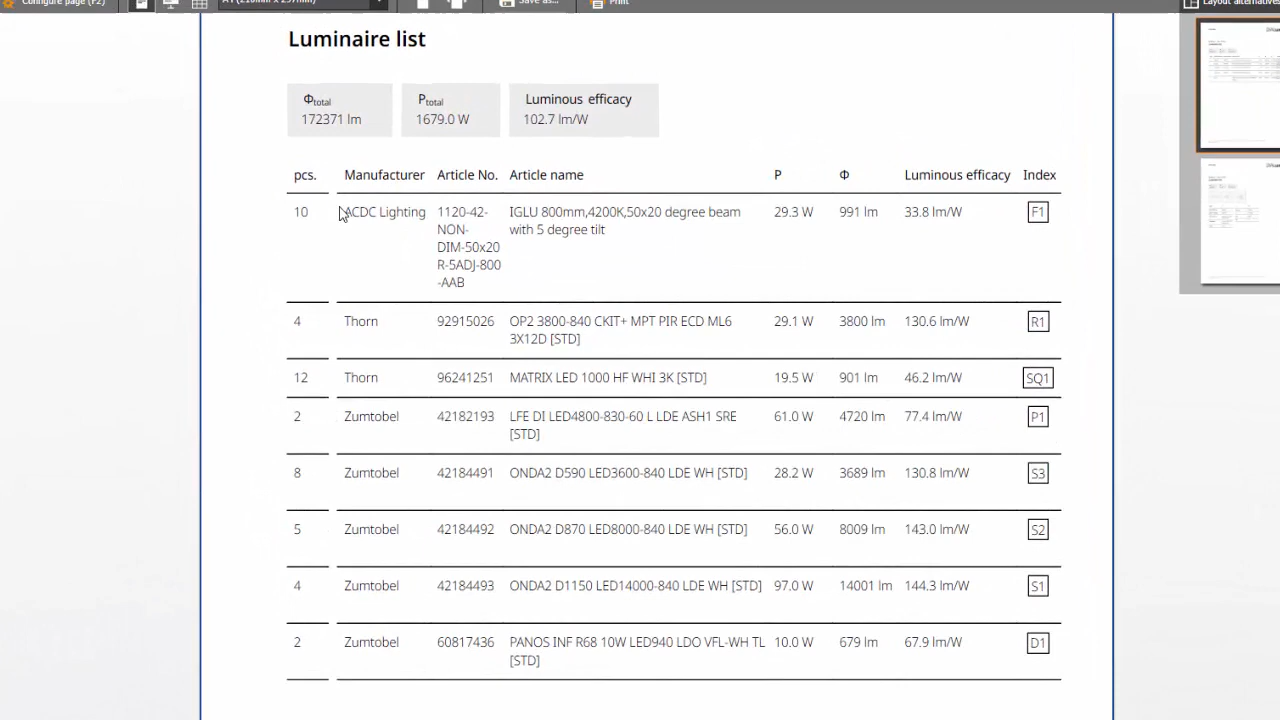 Configure page (F2)
Save as...
Print
Layout alternatives
Luminaire list
Φtotal
172371 lm
Ptotal
1679.0 W
Luminous efficacy
102.7 lm/W
pcs. Manufacturer Article No. Article name P Φ Luminous efficacy Index
10 ACDC Lighting 1120-42- IGLU 800mm,4200K,50x20 degree beam 29.3 W 991 lm 33.8 lm/W F1
NON- with 5 degree tilt
DIM-50x20
R-5ADJ-800
-AAB
4 Thorn 92915026 OP2 3800-840 CKIT+ MPT PIR ECD ML6 29.1 W 3800 lm 130.6 lm/W R1
3X12D [STD]
12 Thorn 96241251 MATRIX LED 1000 HF WHI 3K [STD] 19.5 W 901 lm 46.2 lm/W SQ1
2 Zumtobel 42182193 LFE DI LED4800-830-60 L LDE ASH1 SRE 61.0 W 4720 lm 77.4 lm/W P1
[STD]
8 Zumtobel 42184491 ONDA2 D590 LED3600-840 LDE WH [STD] 28.2 W 3689 lm 130.8 lm/W S3
5 Zumtobel 42184492 ONDA2 D870 LED8000-840 LDE WH [STD] 56.0 W 8009 lm 143.0 lm/W S2
4 Zumtobel 42184493 ONDA2 D1150 LED14000-840 LDE WH [STD] 97.0 W 14001 lm 144.3 lm/W S1
2 Zumtobel 60817436 PANOS INF R68 10W LED940 LDO VFL-WH TL 10.0 W 679 lm 67.9 lm/W D1
[STD]